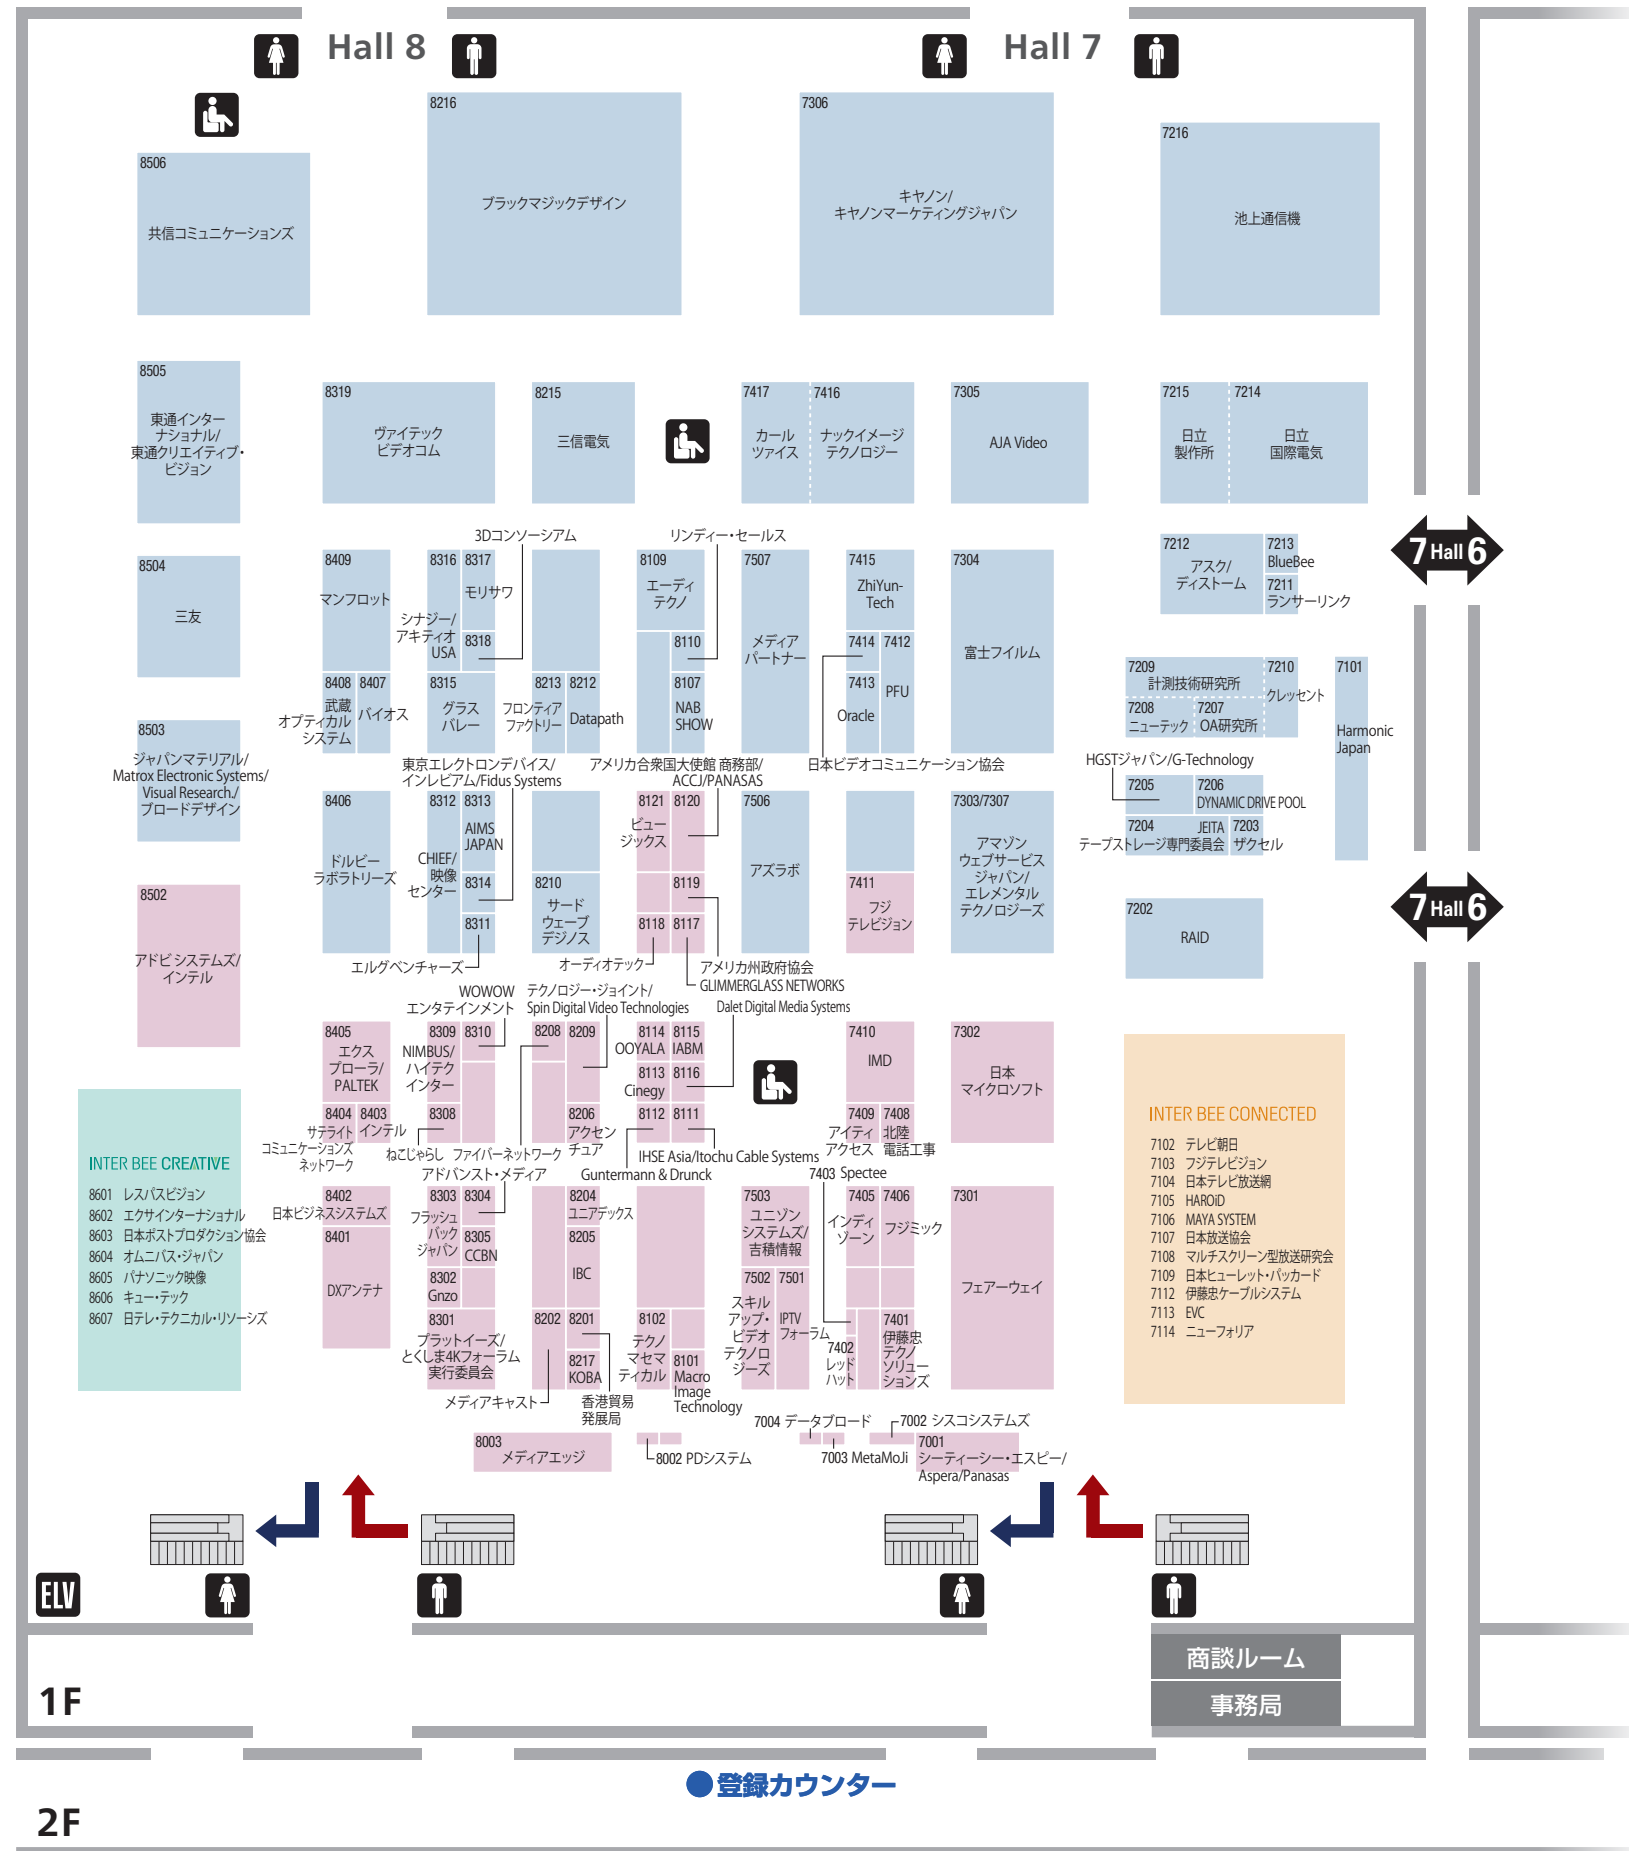 Hall 8
Hall 7
8216
ブラックマジックデザイン
7306
キヤノン/
キヤノンマーケティングジャパン
7216
池上通信機
8506
共信コミュニケーションズ
8505
東通インター
ナショナル/
東通クリエイティブ・
ビジョン
8319
ヴァイテック
ビデオコム
8215
三信電気
7417
カール
ツァイス
7416
ナックイメージ
テクノロジー
7305
AJA Video
7215
日立
製作所
7214
日立
国際電気
3Dコンソーシアム
リンディー・セールス
8504
三友
8409
マンフロット
8316
シナジー/
アキティオ
USA
8317
モリサワ
8318
8109
エーディ
テクノ
8110
7507
メディア
パートナー
7415
ZhiYun-
Tech
7414
7412
PFU
7413
Oracle
7304
富士フイルム
7212
アスク/
ディストーム
7213
BlueBee
7211
ランサーリンク
7 Hall 6
8408
武蔵
オプティカル
システム
8407
バイオス
8315
グラス
バレー
8213
フロンティア
ファクトリー
8212
Datapath
8107
NAB
SHOW
7209
計測技術研究所
7210
クレッセント
7208
ニューテック
7207
OA研究所
7101
Harmonic
Japan
8503
ジャパンマテリアル/
Matrox Electronic Systems/
Visual Research./
ブロードデザイン
東京エレクトロンデバイス/
インレビアム/Fidus Systems
アメリカ合衆国大使館 商務部/
ACCJ/PANASAS
日本ビデオコミュニケーション協会
HGSTジャパン/G-Technology
8406
ドルビー
ラボラトリーズ
8312
CHIEF/
映像
センター
8313
AIMS
JAPAN
8314
8311
エルグベンチャーズ
8210
サード
ウェーブ
デジノス
8121
ビュー
ジックス
8120
8119
8118
8117
オーディオテック
アメリカ州政府協会
GLIMMERGLASS NETWORKS
7506
アズラボ
7411
フジ
テレビジョン
7303/7307
アマゾン
ウェブサービス
ジャパン/
エレメンタル
テクノロジーズ
7205
7206
DYNAMIC DRIVE POOL
7204
JEITA
テープストレージ専門委員会
7203
ザクセル
7202
RAID
7 Hall 6
8502
アドビ システムズ/
インテル
WOWOW
エンタテインメント
テクノロジー・ジョイント/
Spin Digital Video Technologies
Dalet Digital Media Systems
8405
エクス
プローラ/
PALTEK
8404
サテライト
コミュニケーションズ
ネットワーク
8403
インテル
8309
NIMBUS/
ハイテク
インター
8310
8308
ねこじゃらし
8208
8209
ファイバーネットワーク
8206
アクセン
チュア
8114
OOYALA
8115
IABM
8113
Cinegy
8116
8112
8111
IHSE Asia/Itochu Cable Systems
Guntermann & Drunck
7410
IMD
7409
アイティ
アクセス
7408
北陸
電話工事
7302
日本
マイクロソフト
INTER BEE CREATIVE
8601 レスパスビジョン
8602 エクサインターナショナル
8603 日本ポストプロダクション協会
8604 オムニバス・ジャパン
8605 パナソニック映像
8606 キュー・テック
8607 日テレ・テクニカル・リソーシズ
INTER BEE CONNECTED
7102 テレビ朝日
7103 フジテレビジョン
7104 日本テレビ放送網
7105 HAROiD
7106 MAYA SYSTEM
7107 日本放送協会
7108 マルチスクリーン型放送研究会
7109 日本ヒューレット・パッカード
7112 伊藤忠ケーブルシステム
7113 EVC
7114 ニューフォリア
アドバンスト・メディア
7403 Spectee
8402
日本ビジネスシステムズ
8401
DXアンテナ
8303
フラッシュ
バック
ジャパン
8304
8305
CCBN
8302
Gnzo
8301
プラットイーズ/
とくしま4Kフォーラム
実行委員会
8204
ユニアデックス
8205
IBC
8202
8201
8217
KOBA
メディアキャスト
香港貿易
発展局
8102
テクノ
マセマ
ティカル
8101
Macro
Image
Technology
7503
ユニゾン
システムズ/
吉積情報
7502
スキル
アップ・
ビデオ
テクノロ
ジーズ
7501
IPTV
フォーラム
7405
インディ
ゾーン
7406
フジミック
7402
レッド
ハット
7401
伊藤忠
テクノ
ソリュー
ションズ
7301
フェアーウェイ
8003
メディアエッジ
8002 PDシステム
7004 データブロード
7003 MetaMoJi
7002 シスコシステムズ
7001
シーティーシー・エスピー/
Aspera/Panasas
ELV
商談ルーム
事務局
1F
登録カウンター
2F